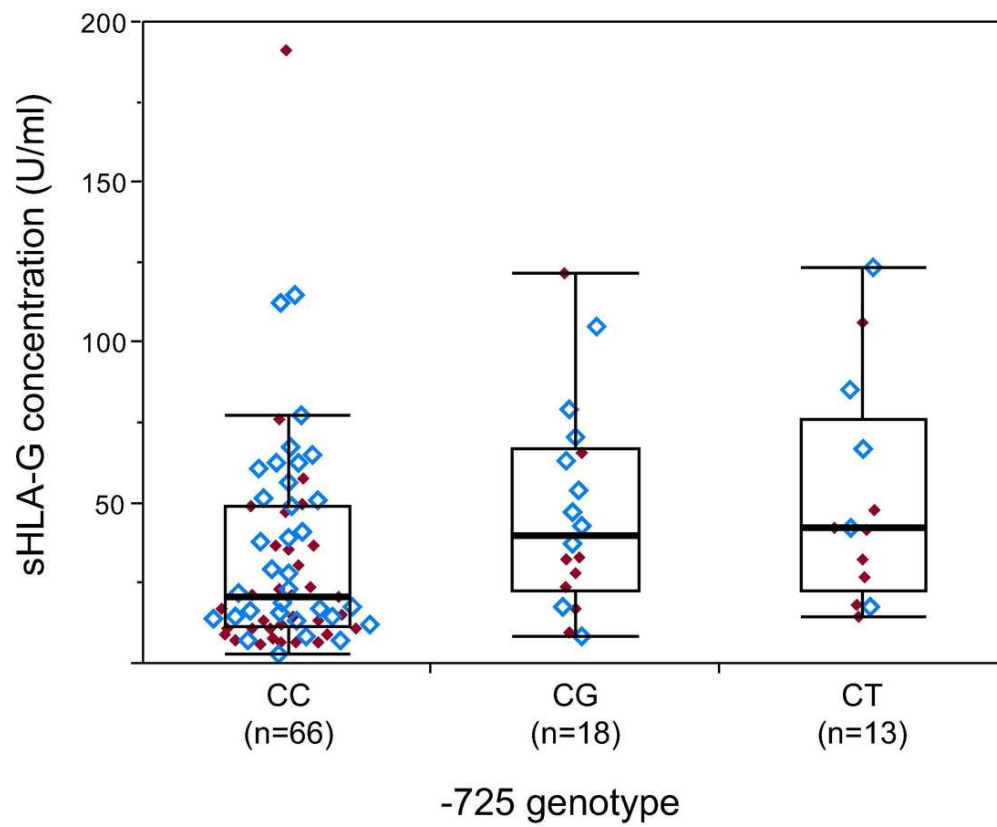 sHLA-G concentration (U/ml)
200
150
100
50
CC
(n=66)
CG
(n=18)
CT
(n=13)
-725 genotype